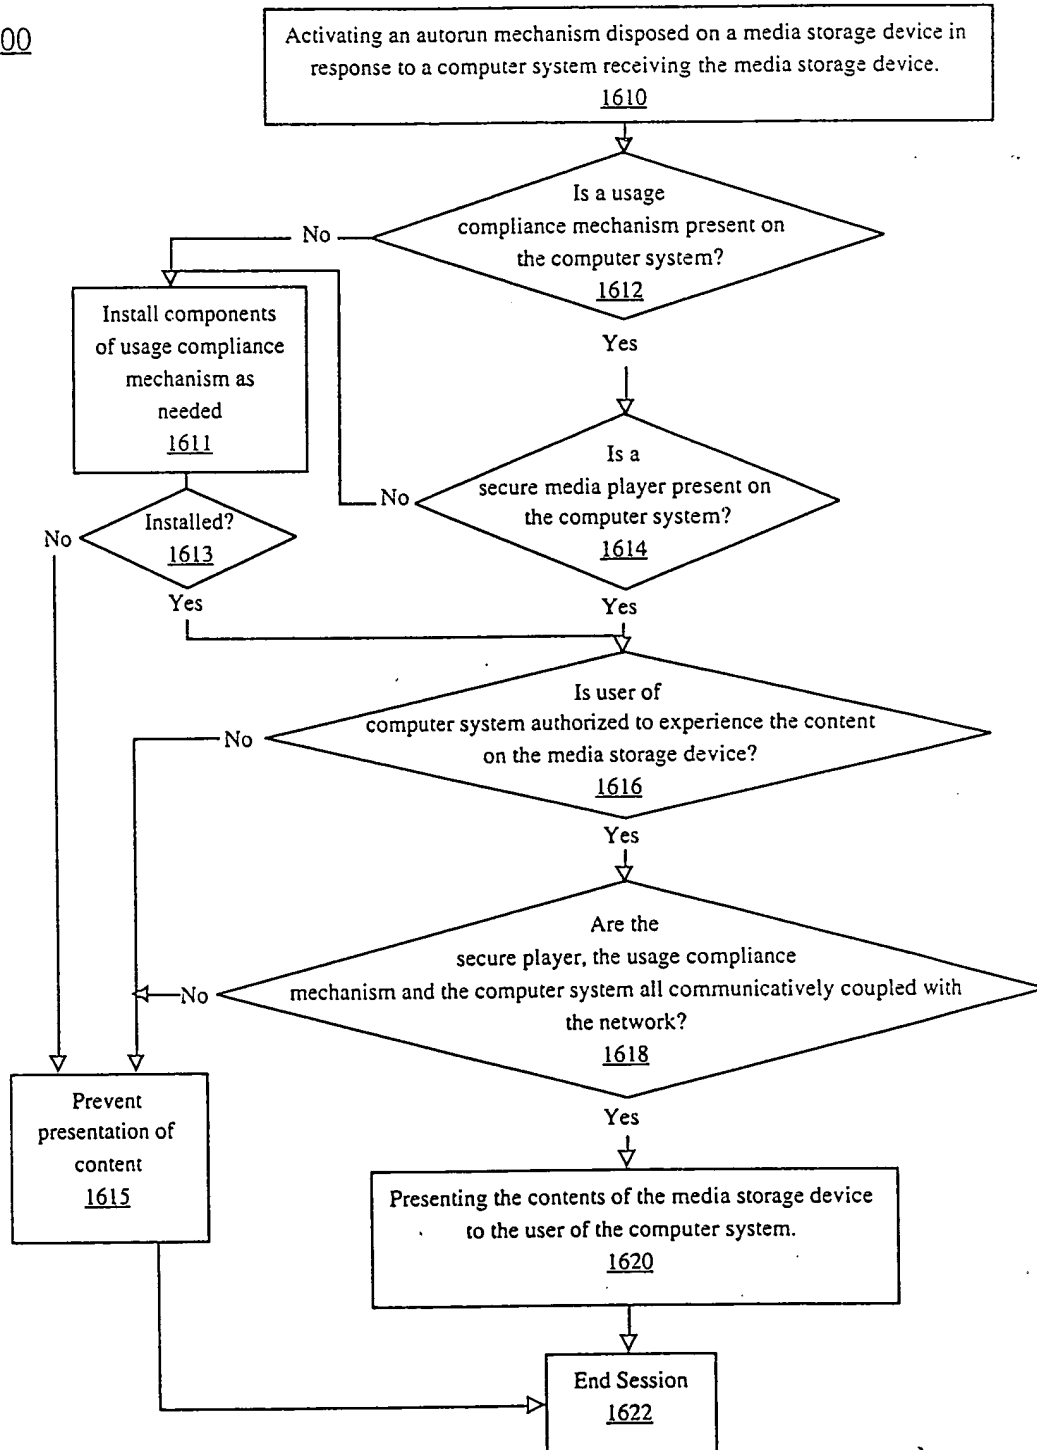 00
Activating an autorun mechanism disposed on a media storage device in
response to a computer system receiving the media storage device.
1610
Is a usage
compliance mechanism present on
the computer system?
1612
No
Yes
Install components
of usage compliance
mechanism as
needed
1611
Is a
secure media player present on
the computer system?
1614
No
Yes
Installed?
1613
No
Yes
Is user of
computer system authorized to experience the content
on the media storage device?
1616
No
Yes
Are the
secure player, the usage compliance
mechanism and the computer system all communicatively coupled with
the network?
1618
No
Yes
Prevent
presentation of
content
1615
Presenting the contents of the media storage device
to the user of the computer system.
1620
End Session
1622